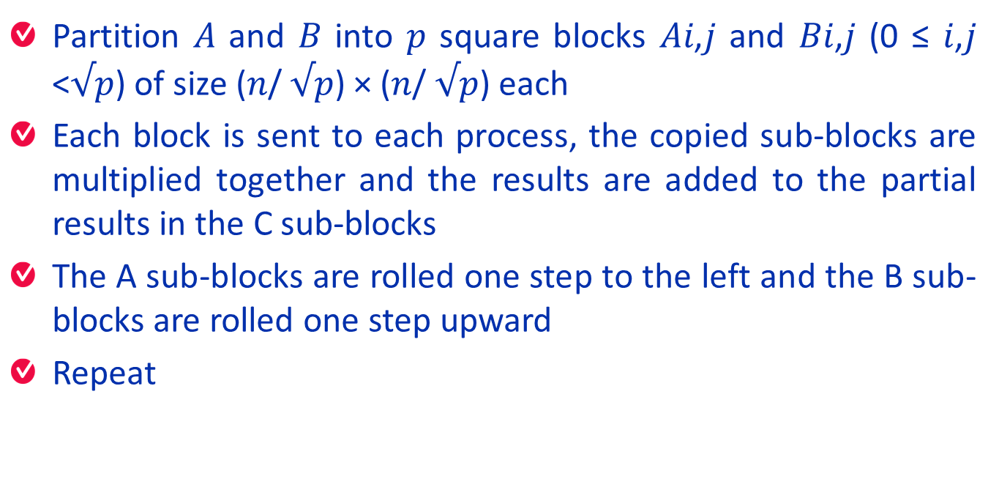 Partition A and B into p square blocks Ai,j and Bi,j (0 ≤ i,j
<√p) of size (n/ √p) × (n/ √p) each
Each block is sent to each process, the copied sub-blocks are
multiplied together and the results are added to the partial
results in the C sub-blocks
The A sub-blocks are rolled one step to the left and the B sub-
blocks are rolled one step upward
Repeat